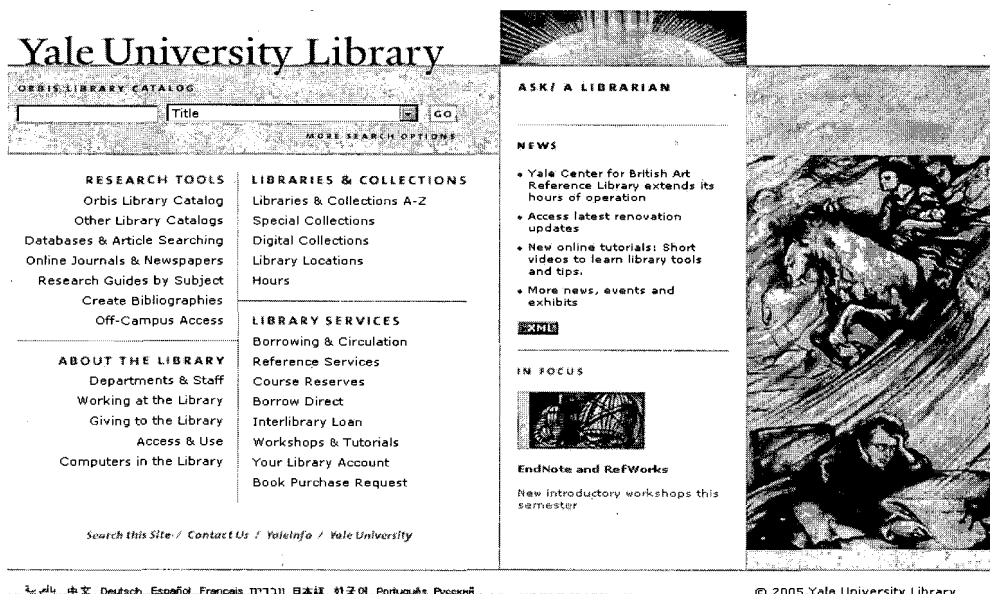 Yale University Library
ORBIS LIBRARY CATALOG
Title
GO
MORE SEARCH OPTIONS
RESEARCH TOOLS
Orbis Library Catalog
Other Library Catalogs
Databases & Article Searching
Online Journals & Newspapers
Research Guides by Subject
Create Bibliographies
Off-Campus Access
ABOUT THE LIBRARY
Departments & Staff
Working at the Library
Giving to the Library
Access & Use
Computers in the Library
LIBRARIES & COLLECTIONS
Libraries & Collections A-Z
Special Collections
Digital Collections
Library Locations
Hours
LIBRARY SERVICES
Borrowing & Circulation
Reference Services
Course Reserves
Borrow Direct
Interlibrary Loan
Workshops & Tutorials
Your Library Account
Book Purchase Request
Search this Site / Contact Us / YaleInfo / Yale University
ASK! A LIBRARIAN
NEWS
• Yale Center for British Art
Reference Library extends its
hours of operation
• Access latest renovation
updates
• New online tutorials: Short
videos to learn library tools
and tips.
• More news, events and
exhibits
XML
IN FOCUS
EndNote and RefWorks
New introductory workshops this
semester
中文 Deutsch Español Français עברית 日本語 한국어 Português Русский
© 2005 Yale University Library